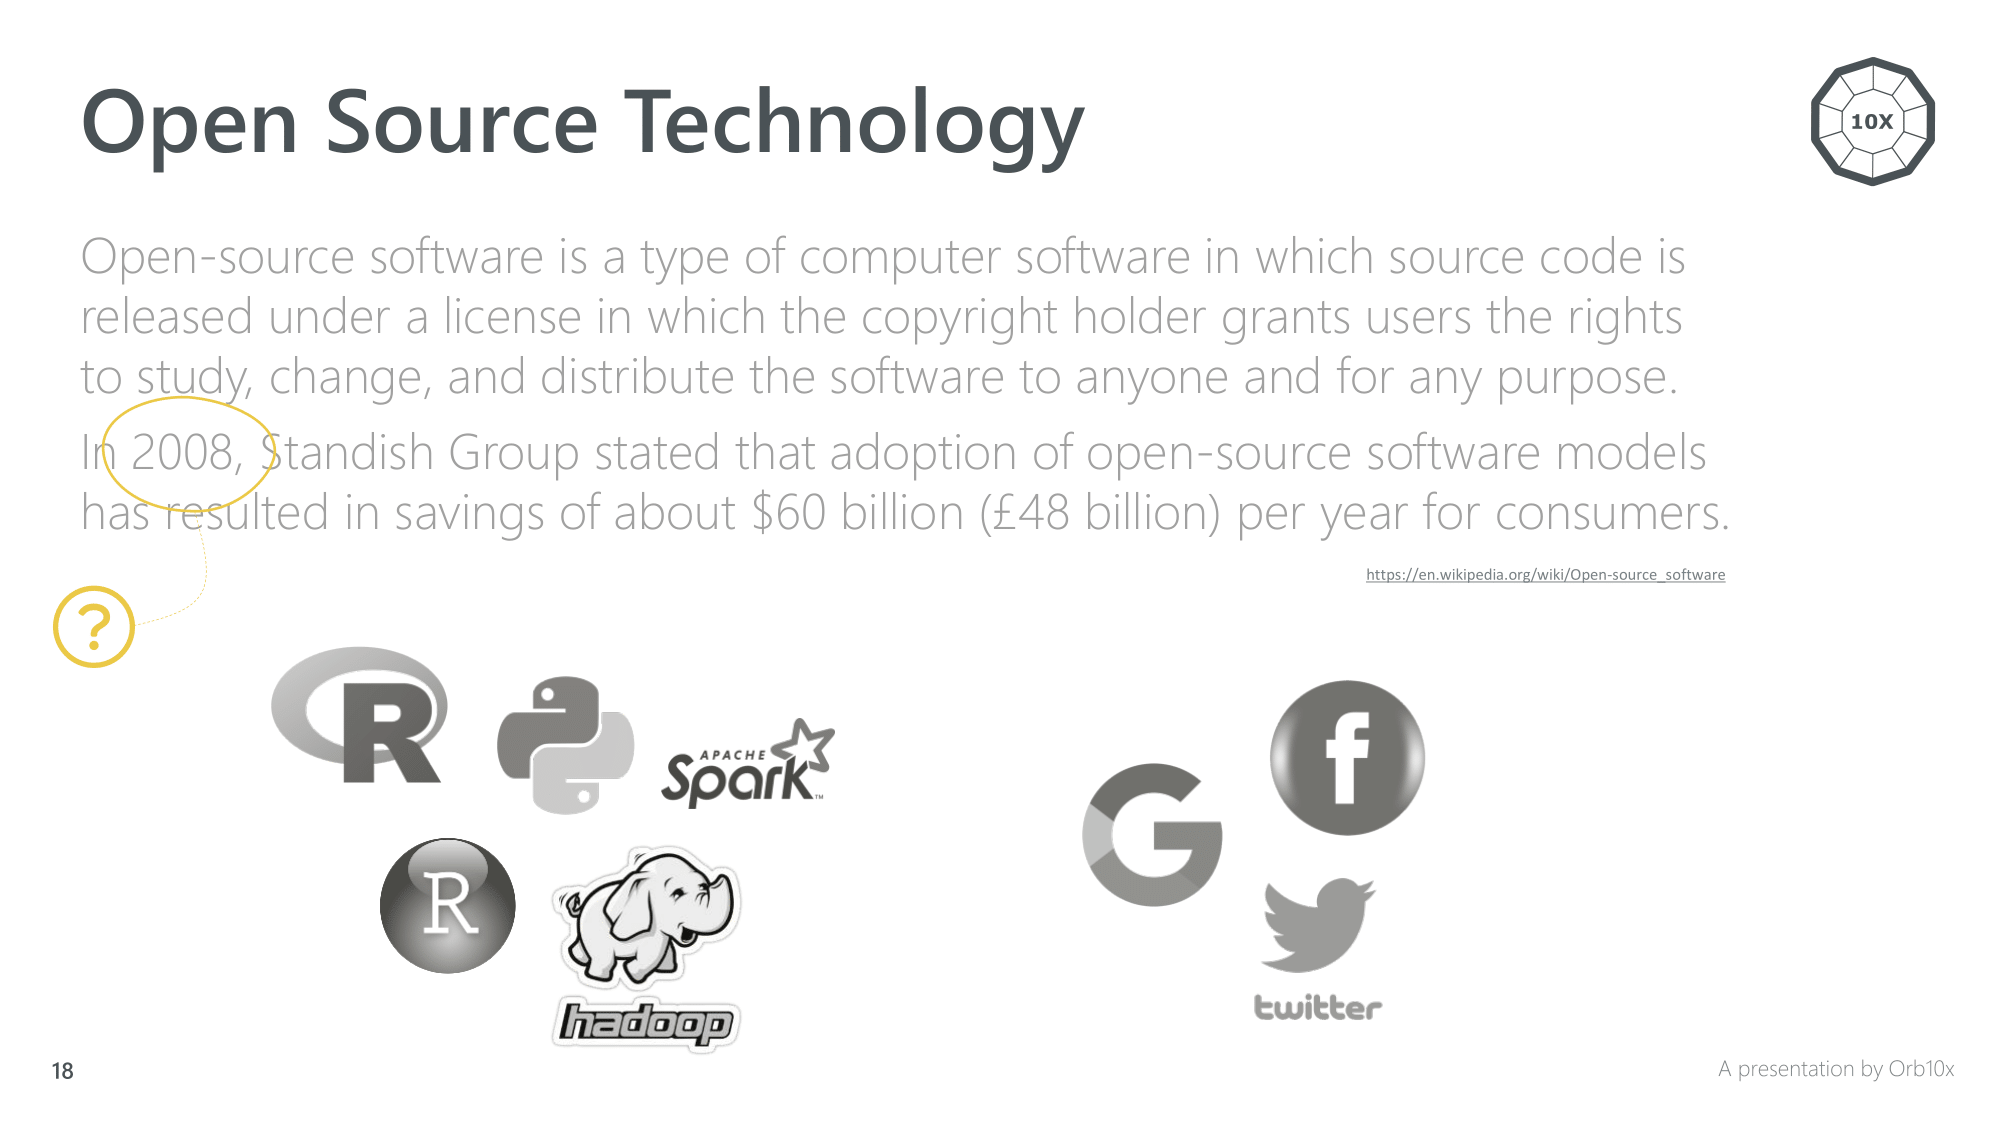 Open Source Technology
10X
Open-source software is a type of computer software in which source code is
released under a license in which the copyright holder grants users the rights
to study, change, and distribute the software to anyone and for any purpose.
In 2008, Standish Group stated that adoption of open-source software models
has resulted in savings of about $60 billion (£48 billion) per year for consumers.
https://en.wikipedia.org/wiki/Open-source_software
?
R
APACHE
Spark™
R
hadoop
G
f
twitter
18
A presentation by Orb10x